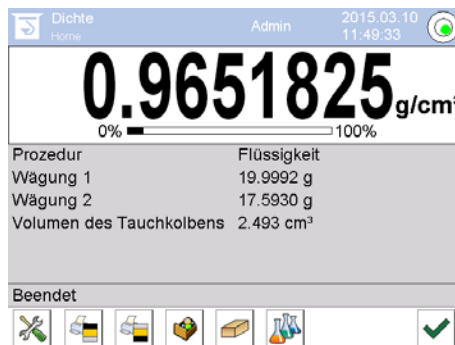 Dichte
Home
Admin
2015.03.10
11:49:33
0.9651825 g/cm³
0% 100%
Prozedur Flüssigkeit
Wägung 1 19.9992 g
Wägung 2 17.5930 g
Volumen des Tauchkolbens 2.493 cm³
Beendet